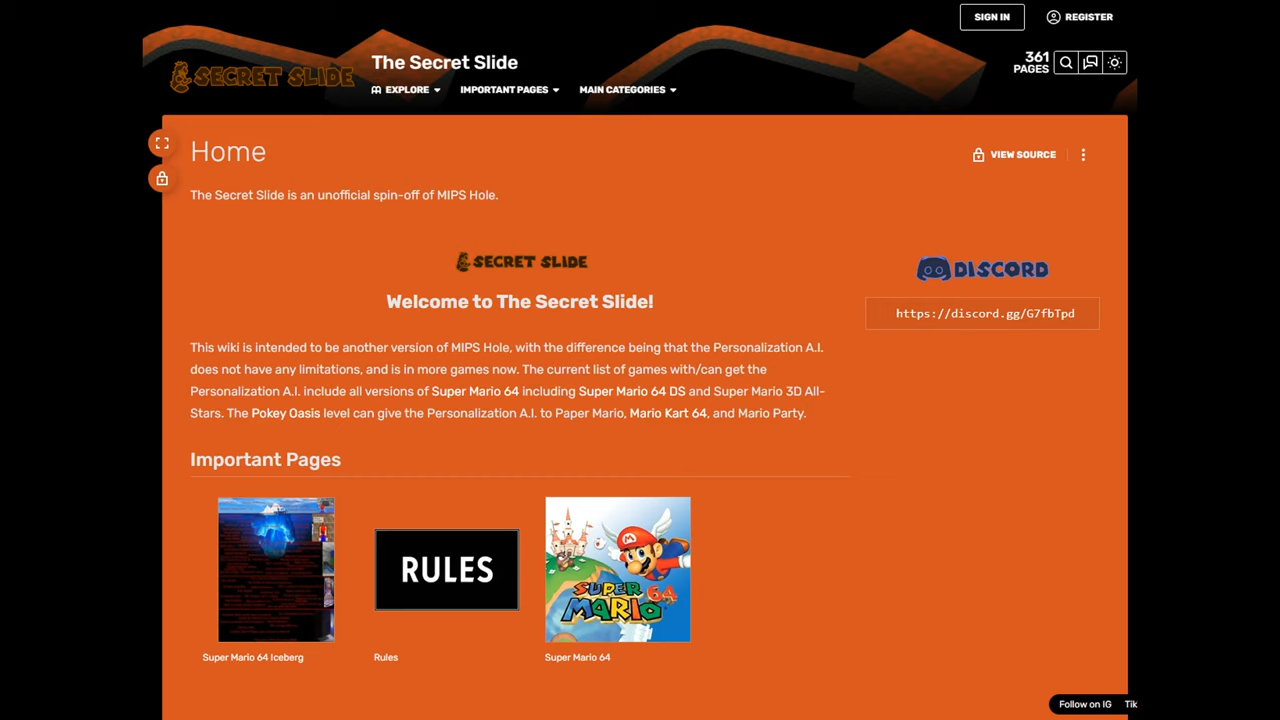 SIGN IN
REGISTER
SECRET SLIDE
The Secret Slide
361
PAGES
EXPLORE
IMPORTANT PAGES
MAIN CATEGORIES
Home
VIEW SOURCE
The Secret Slide is an unofficial spin-off of MIPS Hole.
SECRET SLIDE
Welcome to The Secret Slide!
DISCORD
https://discord.gg/G7fbTpd
This wiki is intended to be another version of MIPS Hole, with the difference being that the Personalization A.I.
does not have any limitations, and is in more games now. The current list of games with/can get the
Personalization A.I. include all versions of Super Mario 64 including Super Mario 64 DS and Super Mario 3D All-
Stars. The Pokey Oasis level can give the Personalization A.I. to Paper Mario, Mario Kart 64, and Mario Party.
Important Pages
RULES
SUPER
MARIO 64
Super Mario 64 Iceberg
Rules
Super Mario 64
Follow on IG
Tik